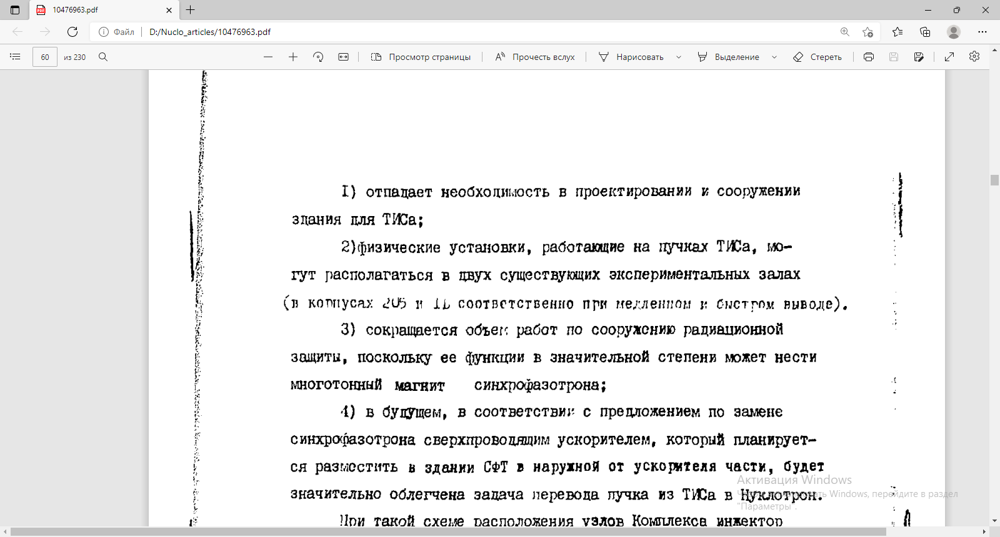 10476963.pdf
Файл
D:/Nuclo_articles/10476963.pdf
60
из 230
Просмотр страницы
Прочесть вслух
Нарисовать
Выделение
Стереть
1) отпадает необходимость в проектировании и сооружении
здания для ТИСа;
2)физические установки, работающие на пучках ТИСа, мо-
гут располагаться в двух существующих экспериментальных залах
(в корпусах 205 и 1Б соответственно при медленном и быстром выводе).
3) сокращается объем работ по сооружению радиационной
защиты, поскольку ее функции в значительной степени может нести
многотонный магнит синхрофазотрона;
4) в будущем, в соответствии с предложением по замене
синхрофазотрона сверхпроводящим ускорителем, который планирует-
ся разместить в здании СФТ в наружной от ускорителя части, будет
значительно облегчена задача перевода пучка из ТИСа в Нуклотрон.
При такой схеме расположения узлов Комплекса инжектор
Активация Windows
Windows, перейдите в раздел
"Параметры".